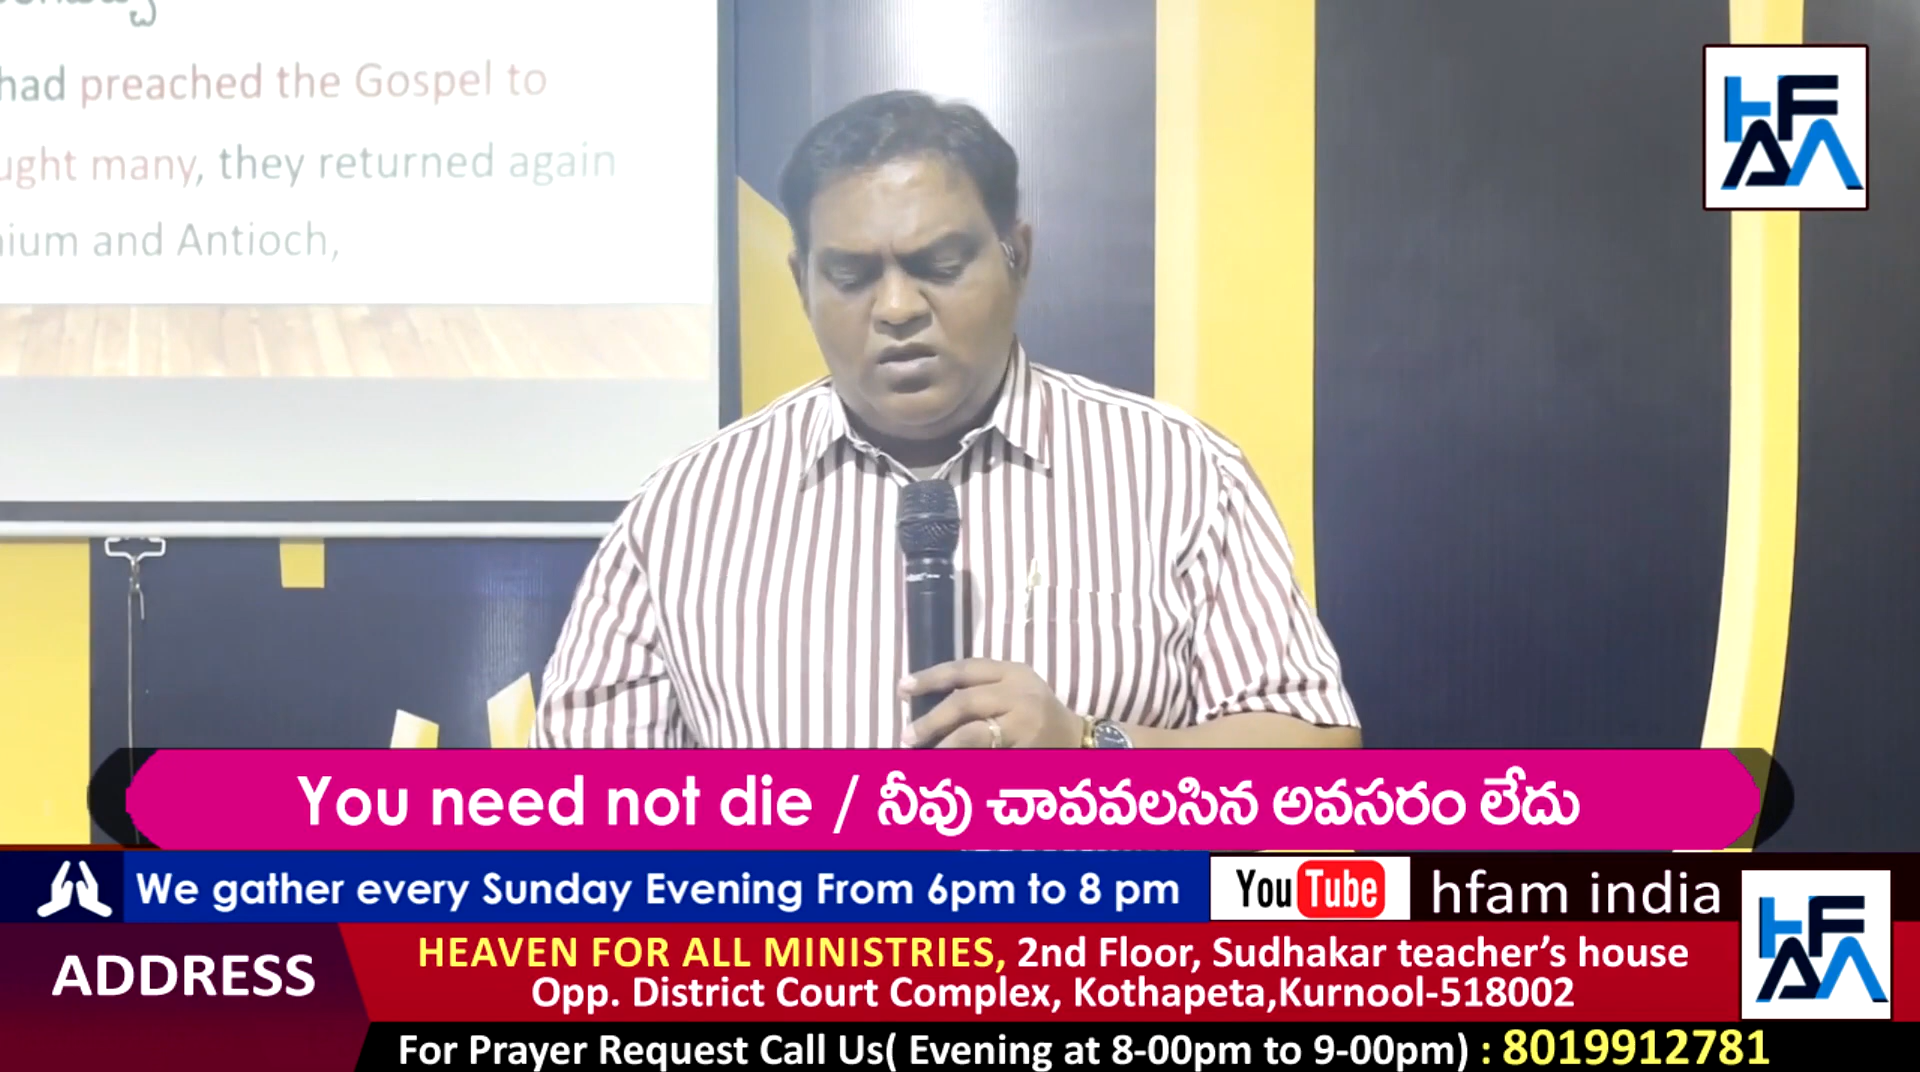 had preached the Gospel to
many, they returned again
and Antioch,
HFAM
You need not die / నీవు చావవలసిన అవసరం లేదు
We gather every Sunday Evening From 6pm to 8 pm
YouTube
hfam india
HFAM
ADDRESS
HEAVEN FOR ALL MINISTRIES, 2nd Floor, Sudhakar teacher’s house
Opp. District Court Complex, Kothapeta,Kurnool-518002
For Prayer Request Call Us( Evening at 8-00pm to 9-00pm) : 8019912781